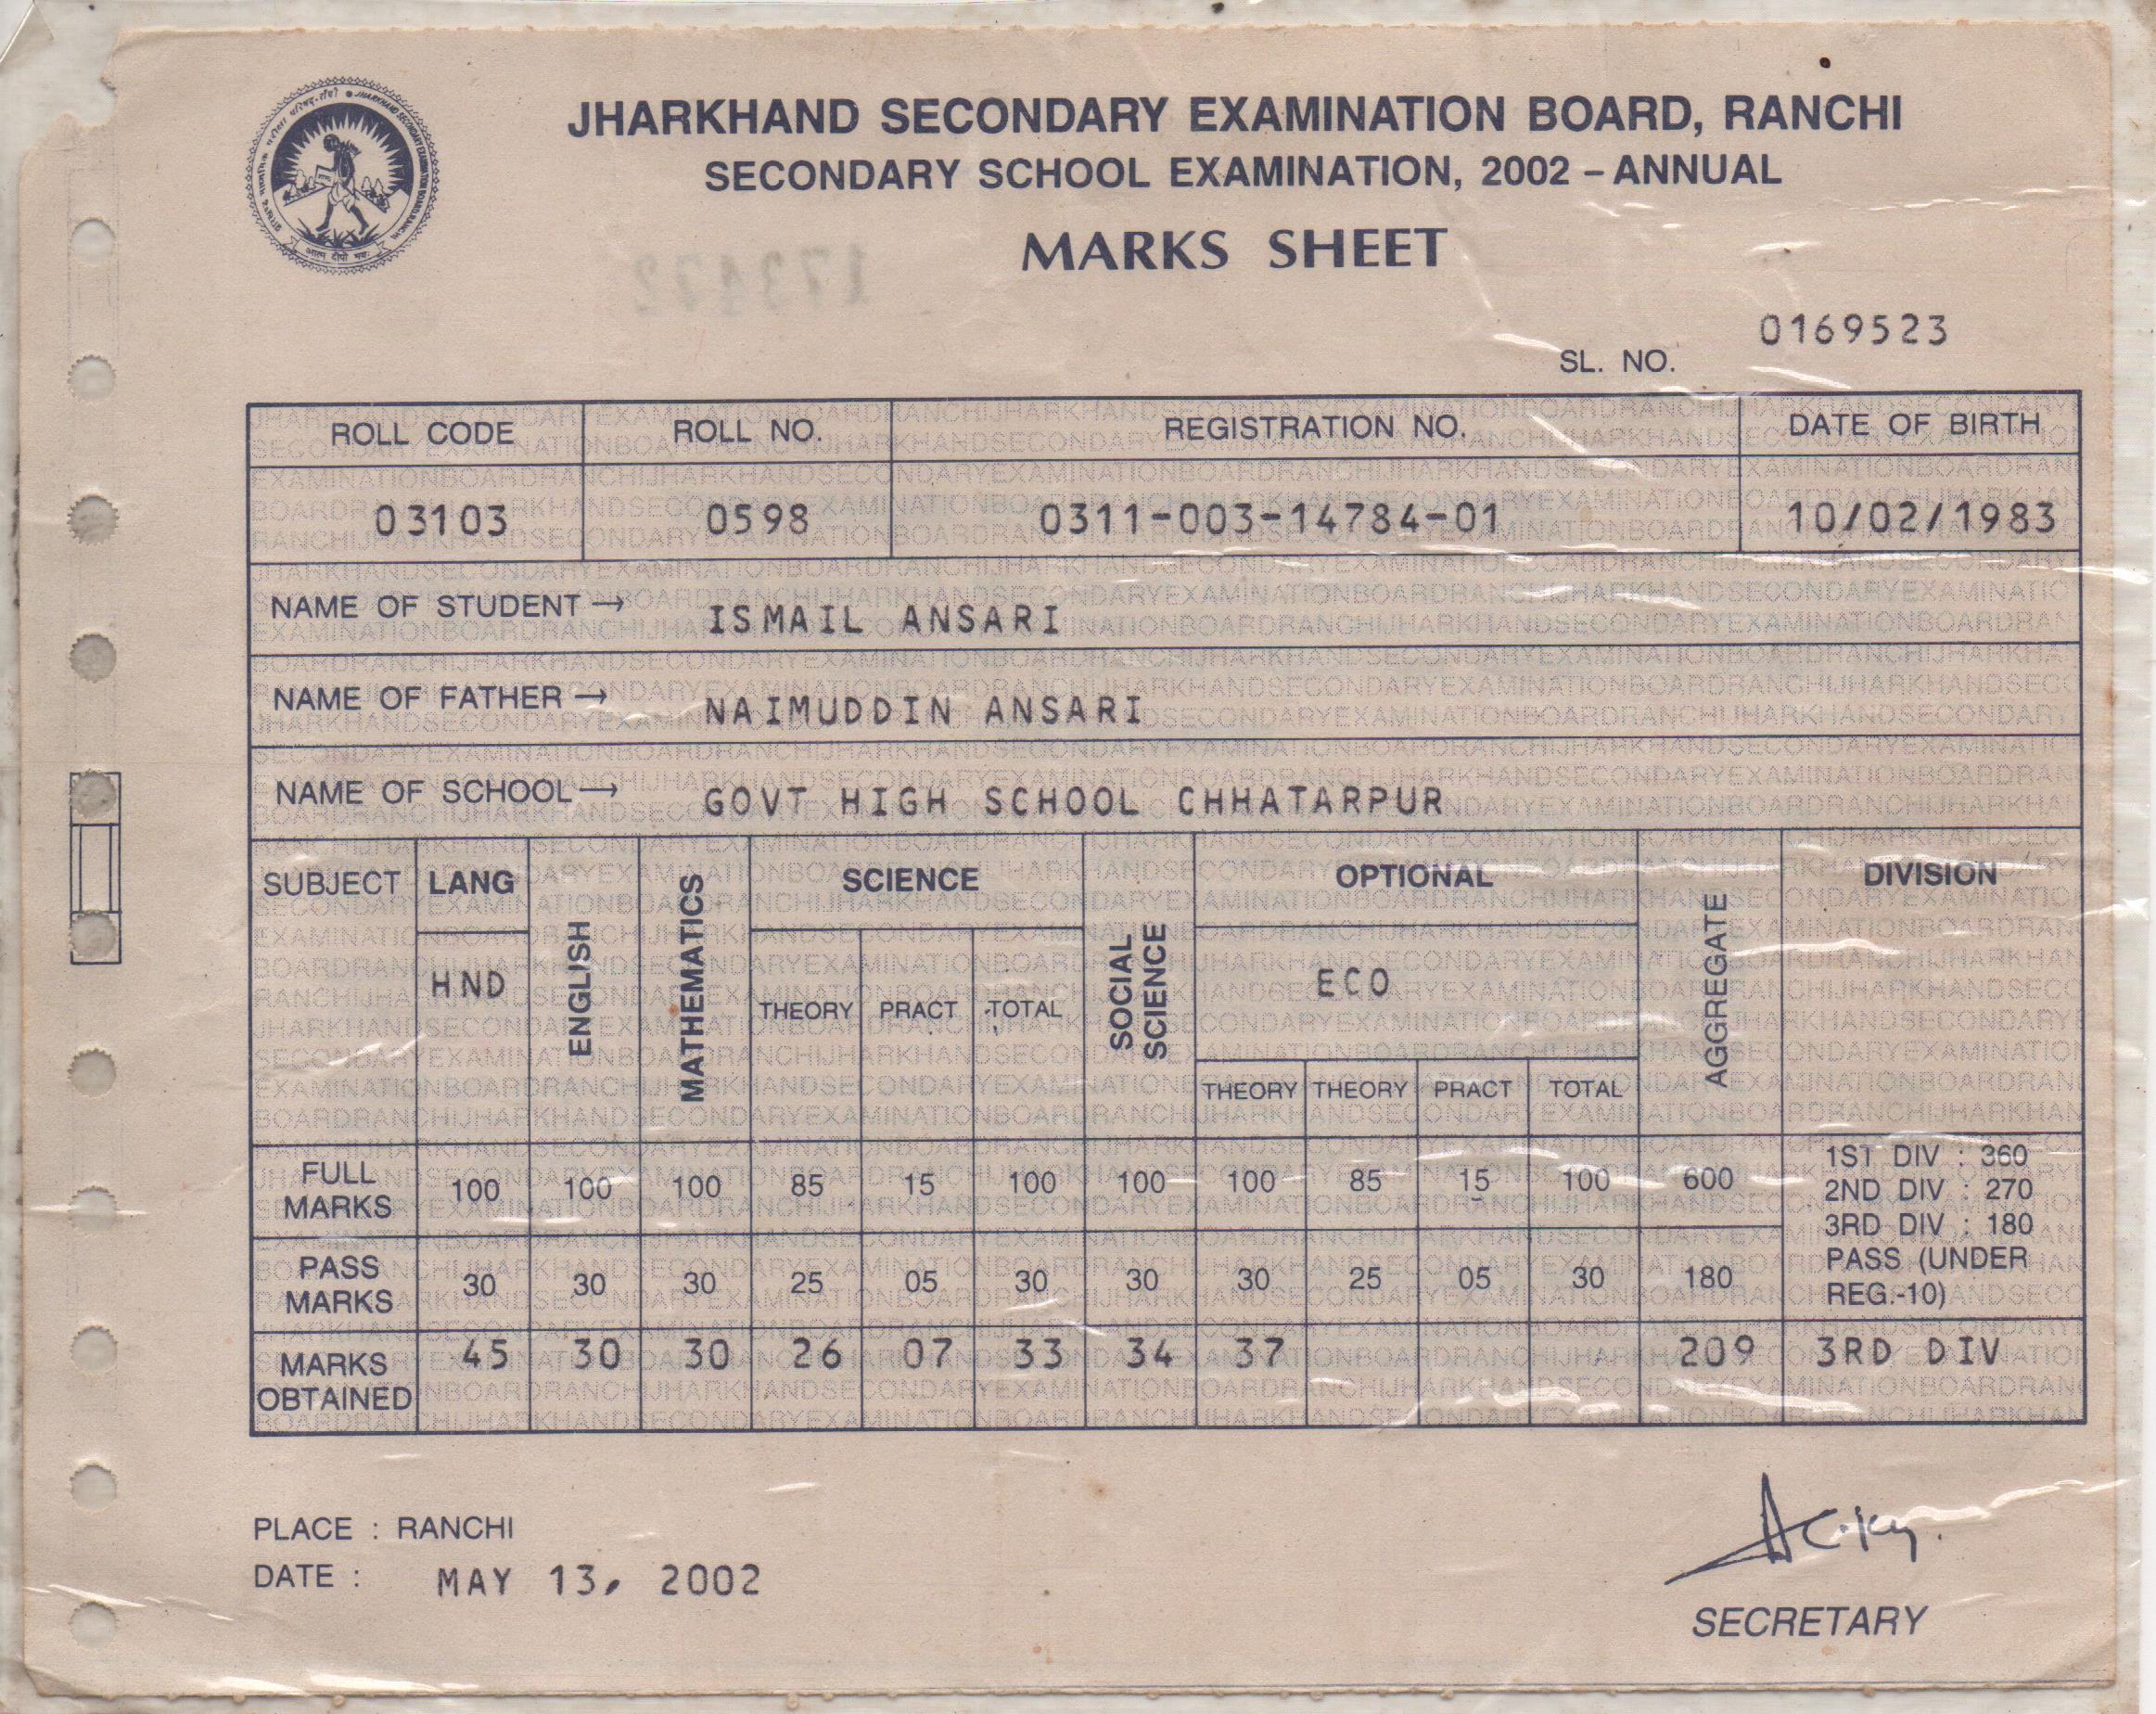 JHARKHAND SECONDARY EXAMINATION BOARD, RANCHI
SECONDARY SCHOOL EXAMINATION, 2002 – ANNUAL
MARKS SHEET
SL. NO. 0169523
ROLL CODE ROLL NO. REGISTRATION NO. DATE OF BIRTH
03103 0598 0311-003-14784-01 10/02/1983
NAME OF STUDENT → ISMAIL ANSARI
NAME OF FATHER → NAIMUDDIN ANSARI
NAME OF SCHOOL → GOVT HIGH SCHOOL CHHATARPUR
SUBJECT LANG ENGLISH MATHEMATICS SCIENCE SOCIAL SCIENCE OPTIONAL AGGREGATE DIVISION
HND ECO
THEORY PRACT TOTAL
THEORY THEORY PRACT TOTAL
FULL MARKS 100 100 100 85 15 100 100 100 85 15 100 600
1ST DIV : 360
2ND DIV : 270
3RD DIV : 180
PASS (UNDER
REG.-10)
PASS MARKS 30 30 30 25 05 30 30 30 25 05 30 180
MARKS OBTAINED 45 30 30 26 07 33 34 37 209 3RD DIV
PLACE : RANCHI
DATE : MAY 13, 2002
SECRETARY